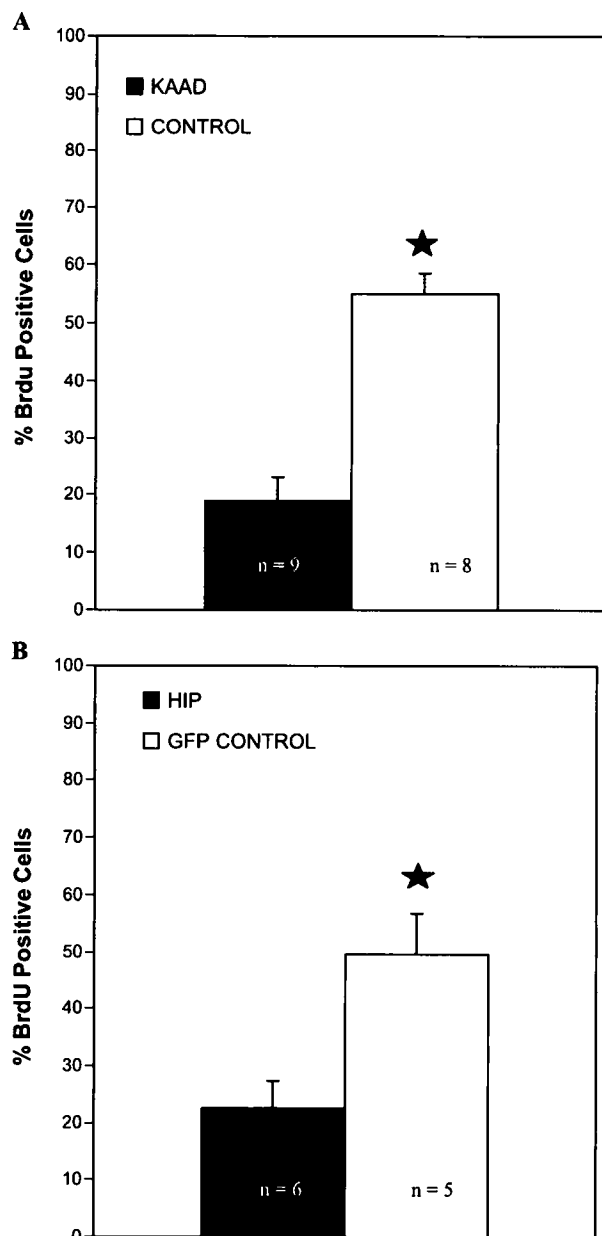 A
100
90
80
70
60
50
40
30
20
10
0
% Brdu Positive Cells
KAAD
CONTROL
n = 9
n = 8
B
100
90
80
70
60
50
40
30
20
10
0
% BrdU Positive Cells
HIP
GFP CONTROL
n = 6
n = 5